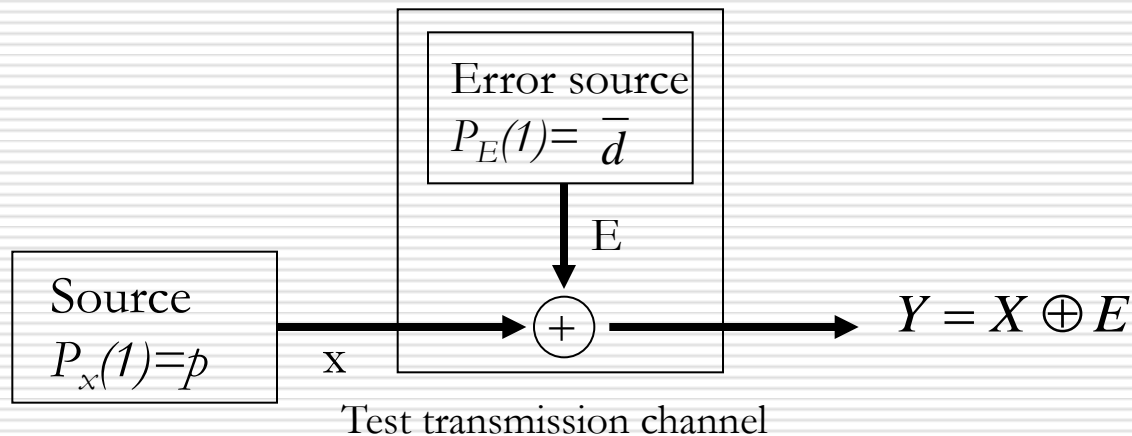 Error source
P_E(1)= d̅
E
Source
P_x(1)=p
x
+
Y = X ⊕ E
Test transmission channel